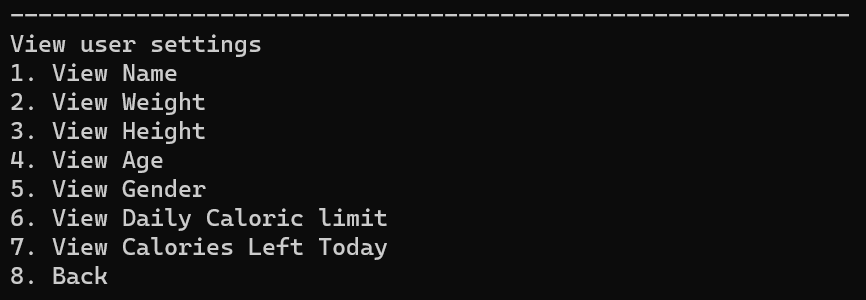 ------------------------------------------------------------
View user settings
1. View Name
2. View Weight
3. View Height
4. View Age
5. View Gender
6. View Daily Caloric limit
7. View Calories Left Today
8. Back